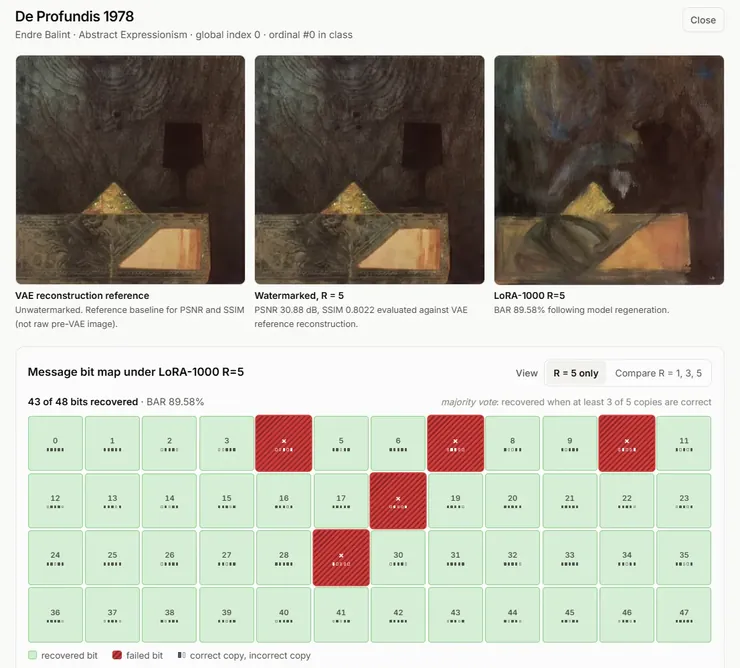 De Profundis 1978
Close
Endre Balint · Abstract Expressionism · global index 0 · ordinal #0 in class
VAE reconstruction reference
Unwatermarked. Reference baseline for PSNR and SSIM
(not raw pre-VAE image).
Watermarked, R = 5
PSNR 30.88 dB, SSIM 0.8022 evaluated against VAE
reference reconstruction.
LoRA-1000 R=5
BAR 89.58% following model regeneration.
Message bit map under LoRA-1000 R=5
View R = 5 only Compare R = 1, 3, 5
43 of 48 bits recovered · BAR 89.58%
majority vote: recovered when at least 3 of 5 copies are correct
0 1 2 3 × 5 6 × 8 9 × 11
12 13 14 15 16 17 × 19 20 21 22 23
24 25 26 27 28 × 30 31 32 33 34 35
36 37 38 39 40 41 42 43 44 45 46 47
recovered bit failed bit correct copy, incorrect copy